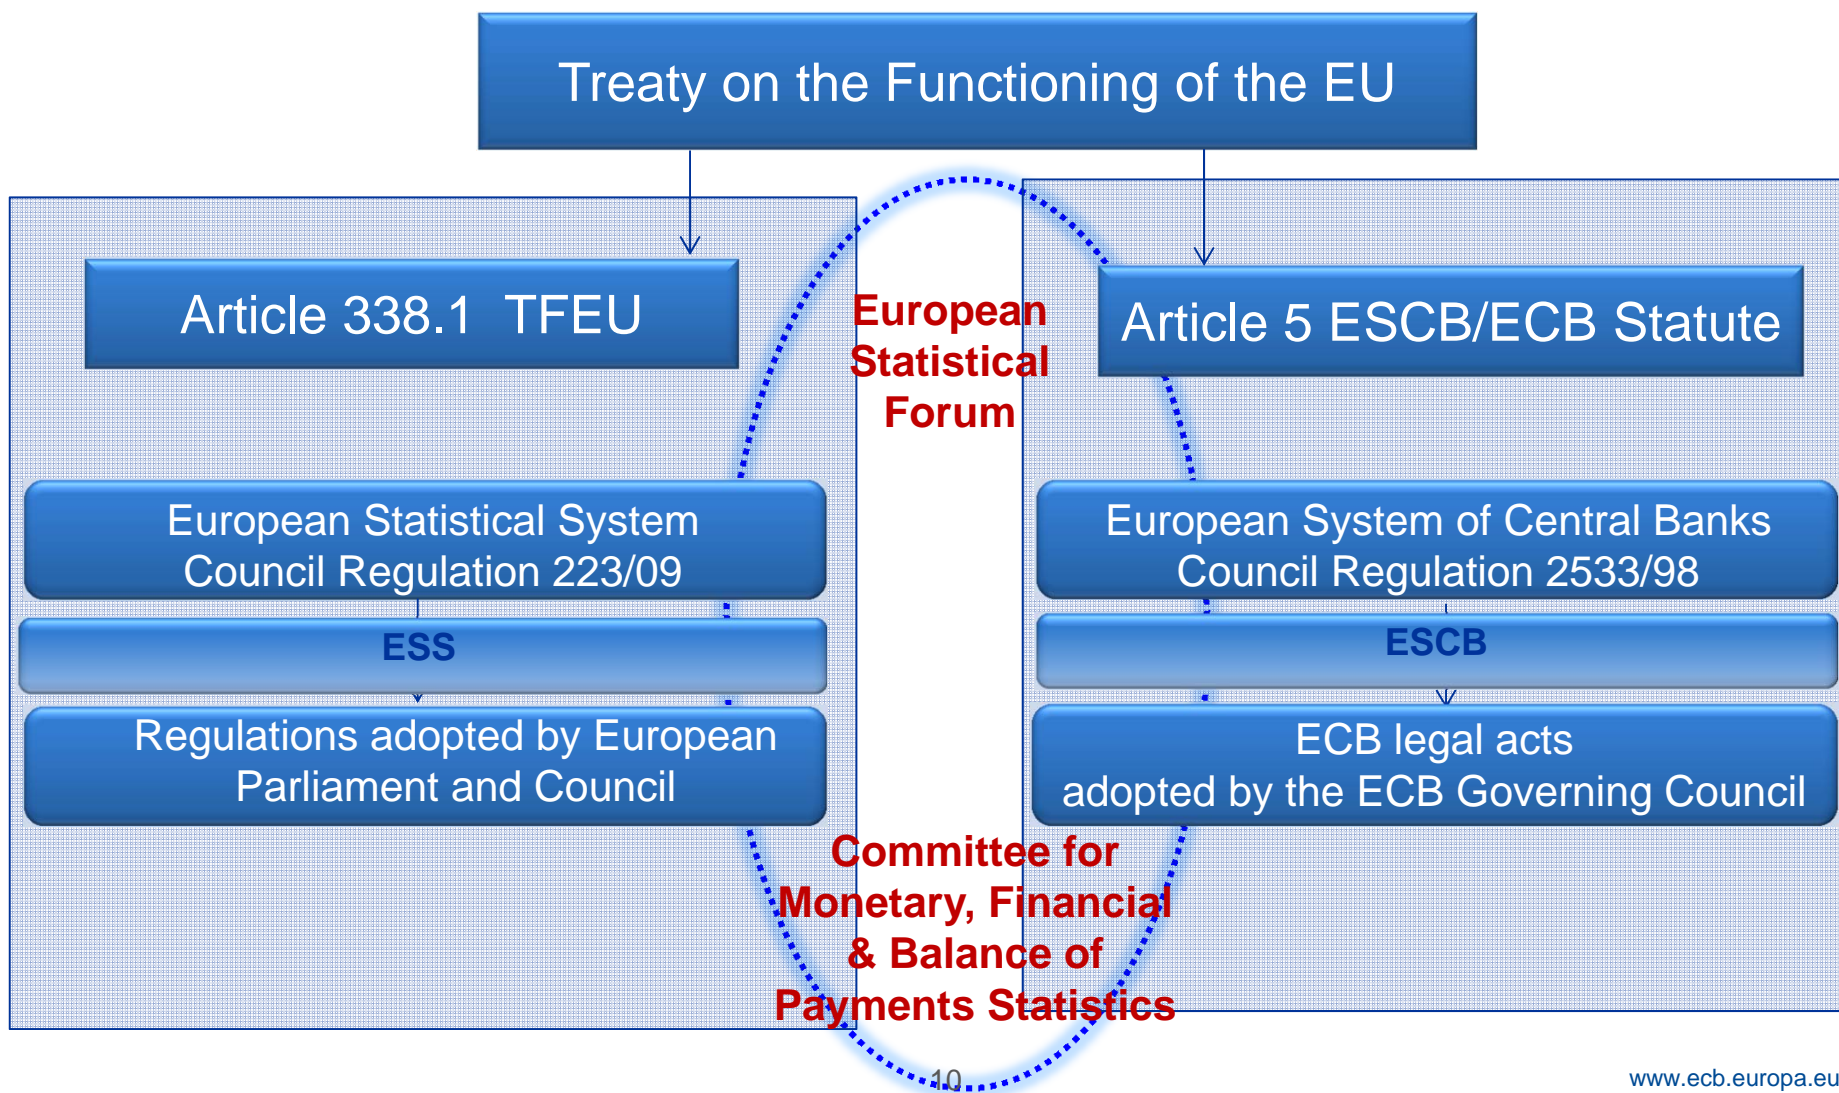 Treaty on the Functioning of the EU
Article 338.1 TFEU
European
Statistical
Forum
Article 5 ESCB/ECB Statute
European Statistical System
Council Regulation 223/09
European System of Central Banks
Council Regulation 2533/98
ESS
ESCB
Regulations adopted by European
Parliament and Council
ECB legal acts
adopted by the ECB Governing Council
Committee for
Monetary, Financial
& Balance of
Payments Statistics
10
www.ecb.europa.eu